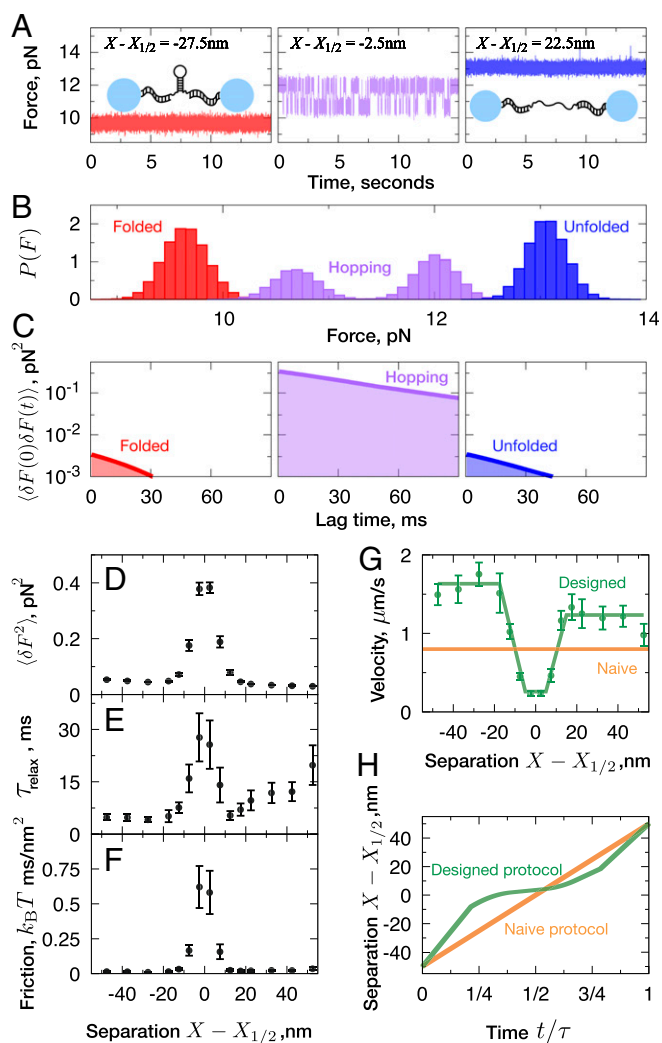 A
X - X1/2 = -27.5nm
X - X1/2 = -2.5nm
X - X1/2 = 22.5nm
Force, pN
14
12
10
0 5 10
0 5 10
0 5 10
Time, seconds
B
P(F)
2
1
0
Folded
Hopping
Unfolded
10 12 14
Force, pN
C
⟨δF(0)δF(t)⟩, pN²
10⁻¹
10⁻²
10⁻³
Folded
Hopping
Unfolded
0 30 60
0 30 60
0 30 60
Lag time, ms
D
⟨δF²⟩, pN²
0.4
0.2
0
E
τrelax, ms
30
15
0
F
Friction, kBT ms/nm²
0.75
0.5
0.25
0
-40 -20 0 20 40
Separation X − X1/2, nm
G
Velocity, μm/s
2
1
0
Designed
Naive
-40 -20 0 20 40
Separation X − X1/2 ,nm
H
Separation X − X1/2, nm
40
20
0
-20
-40
Designed protocol
Naive protocol
0 1/4 1/2 3/4 1
Time t/τ